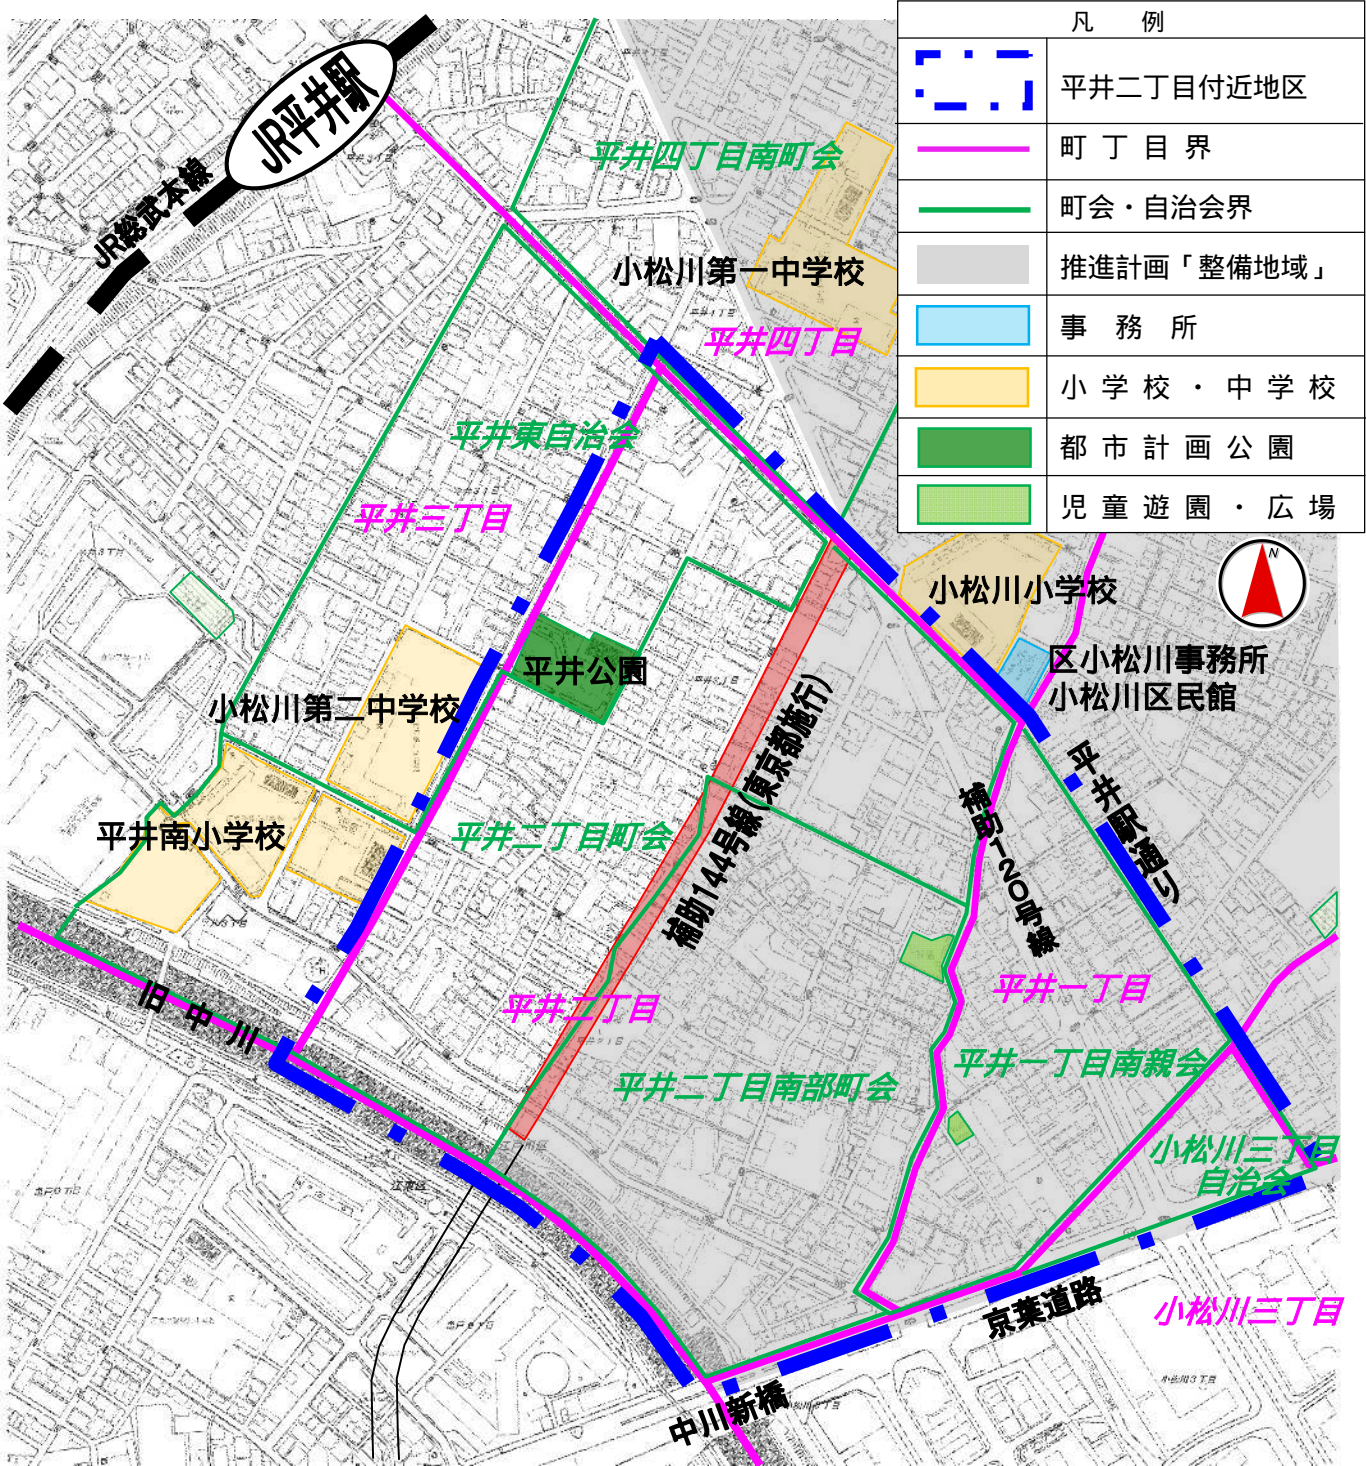 凡 例
平井二丁目付近地区
町丁目界
町会・自治会界
推進計画「整備地域」
事務所
小学校・中学校
都市計画公園
児童遊園・広場
N
JR平井駅
JR総武本線
平井四丁目南町会
小松川第一中学校
平井四丁目
平井東自治会
平井三丁目
小松川小学校
平井公園
区小松川事務所
小松川区民館
小松川第二中学校
平井駅通り
補助144号線(東京都施行)
補助120号線
平井南小学校
平井二丁目町会
旧中川
平井二丁目
平井一丁目
平井一丁目南親会
平井二丁目南部町会
小松川三丁目
自治会
京葉道路
小松川三丁目
中川新橋
江東区